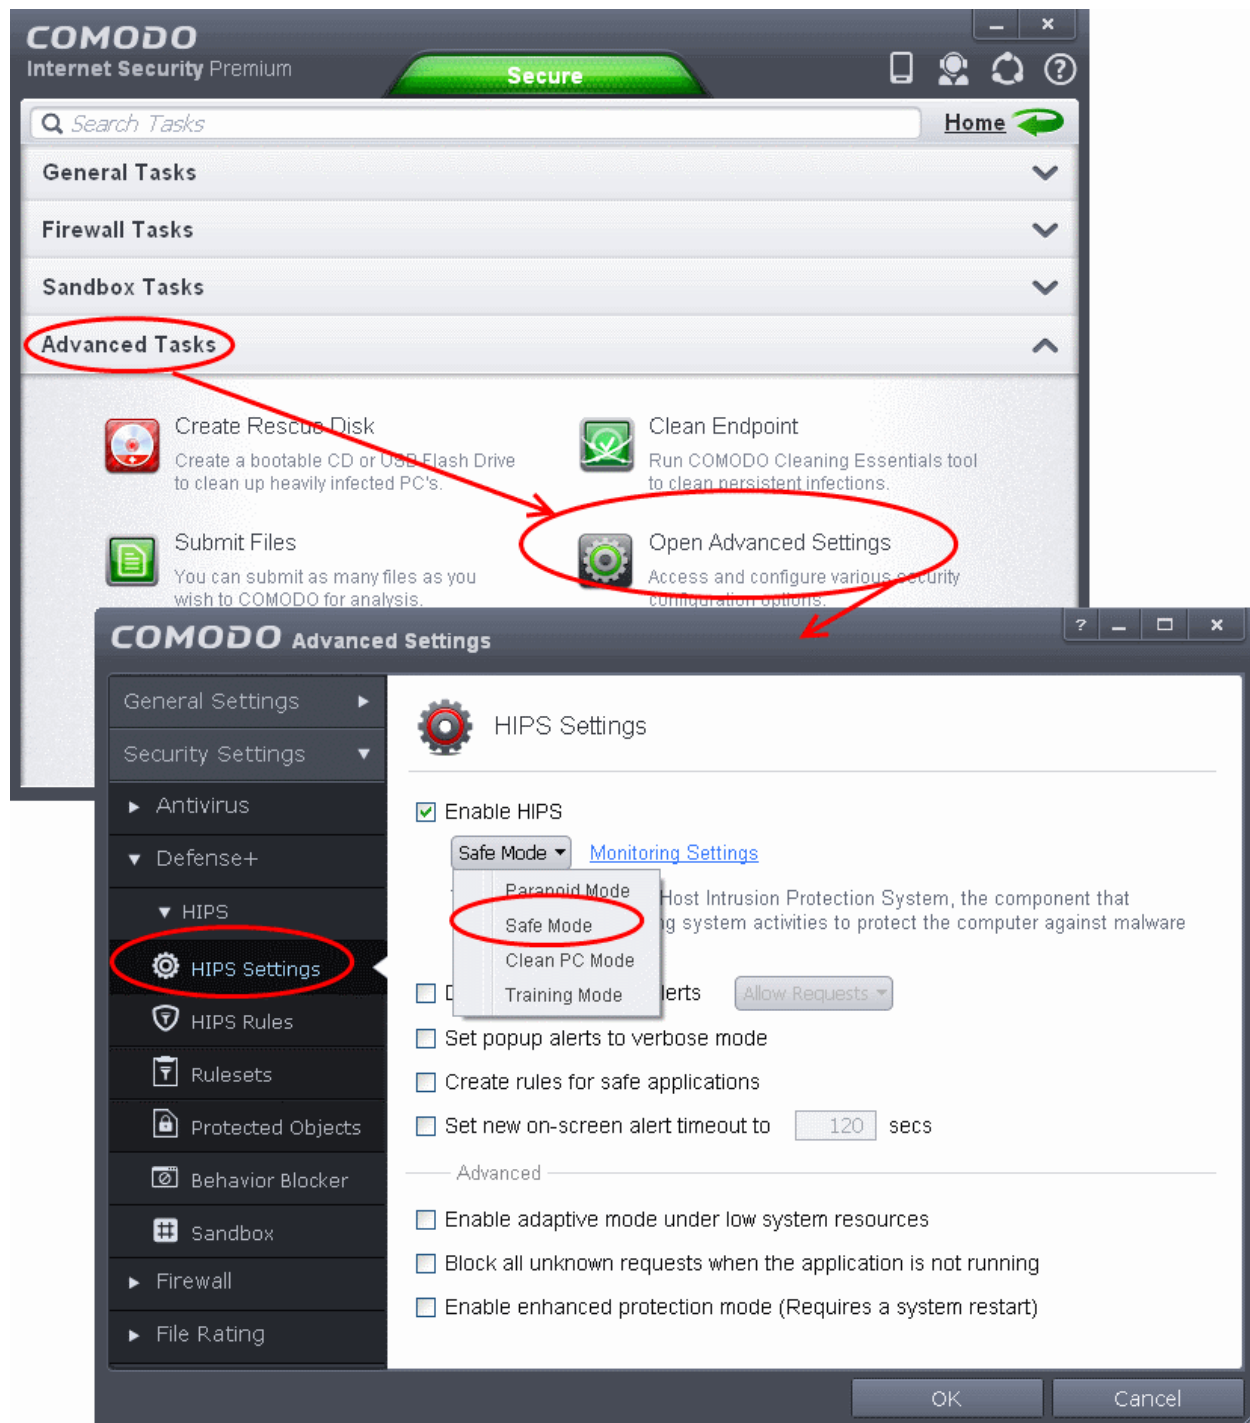 COMODO
Internet Security Premium
Secure
Search Tasks
Home
General Tasks
Firewall Tasks
Sandbox Tasks
Advanced Tasks
Create Rescue Disk
Create a bootable CD or USB Flash Drive
to clean up heavily infected PC's.
Clean Endpoint
Run COMODO Cleaning Essentials tool
to clean persistent infections.
Submit Files
You can submit as many files as you
wish to COMODO for analysis.
Open Advanced Settings
Access and configure various security
configuration options.
COMODO Advanced Settings
General Settings
Security Settings
Antivirus
Defense+
HIPS
HIPS Settings
HIPS Rules
Rulesets
Protected Objects
Behavior Blocker
Sandbox
Firewall
File Rating
HIPS Settings
Enable HIPS
Safe Mode
Monitoring Settings
Paranoid Mode
Safe Mode
Clean PC Mode
Training Mode
Host Intrusion Protection System, the component that
system activities to protect the computer against malware
Allow Requests
Set popup alerts to verbose mode
Create rules for safe applications
Set new on-screen alert timeout to 120 secs
Advanced
Enable adaptive mode under low system resources
Block all unknown requests when the application is not running
Enable enhanced protection mode (Requires a system restart)
OK
Cancel